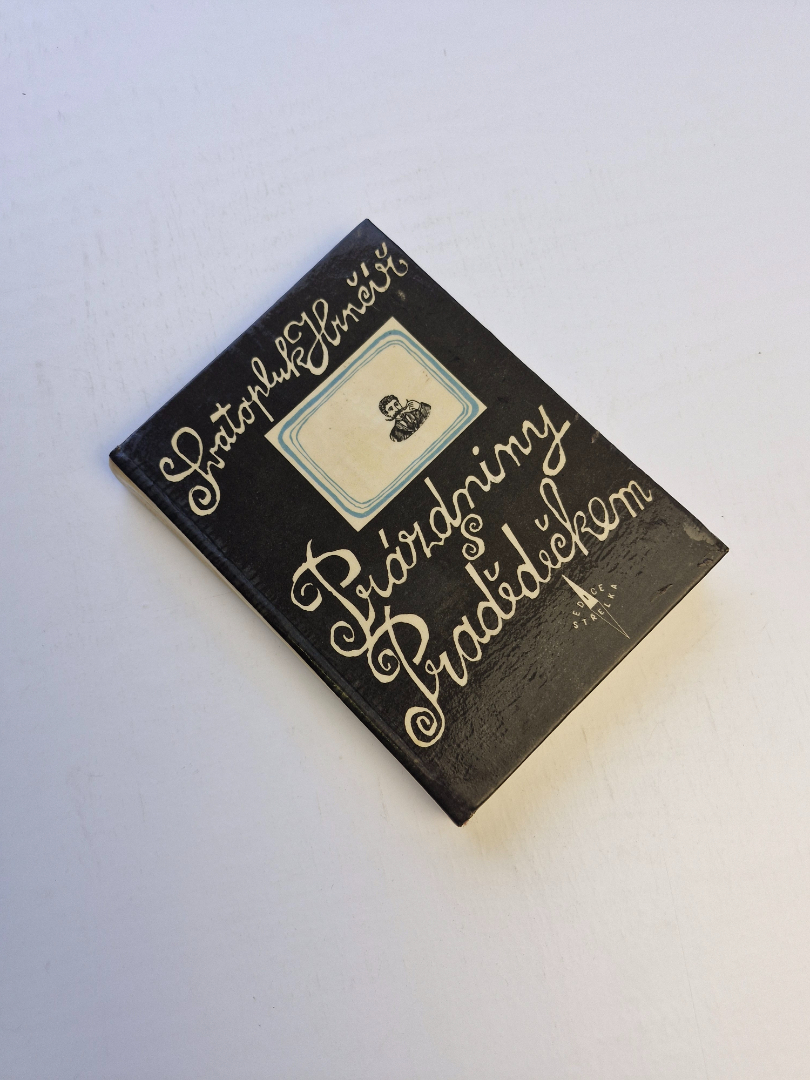 Svatopluk Hrnčíř
Prázdniny
s
Pradědečkem
EDICE
STŘELKA